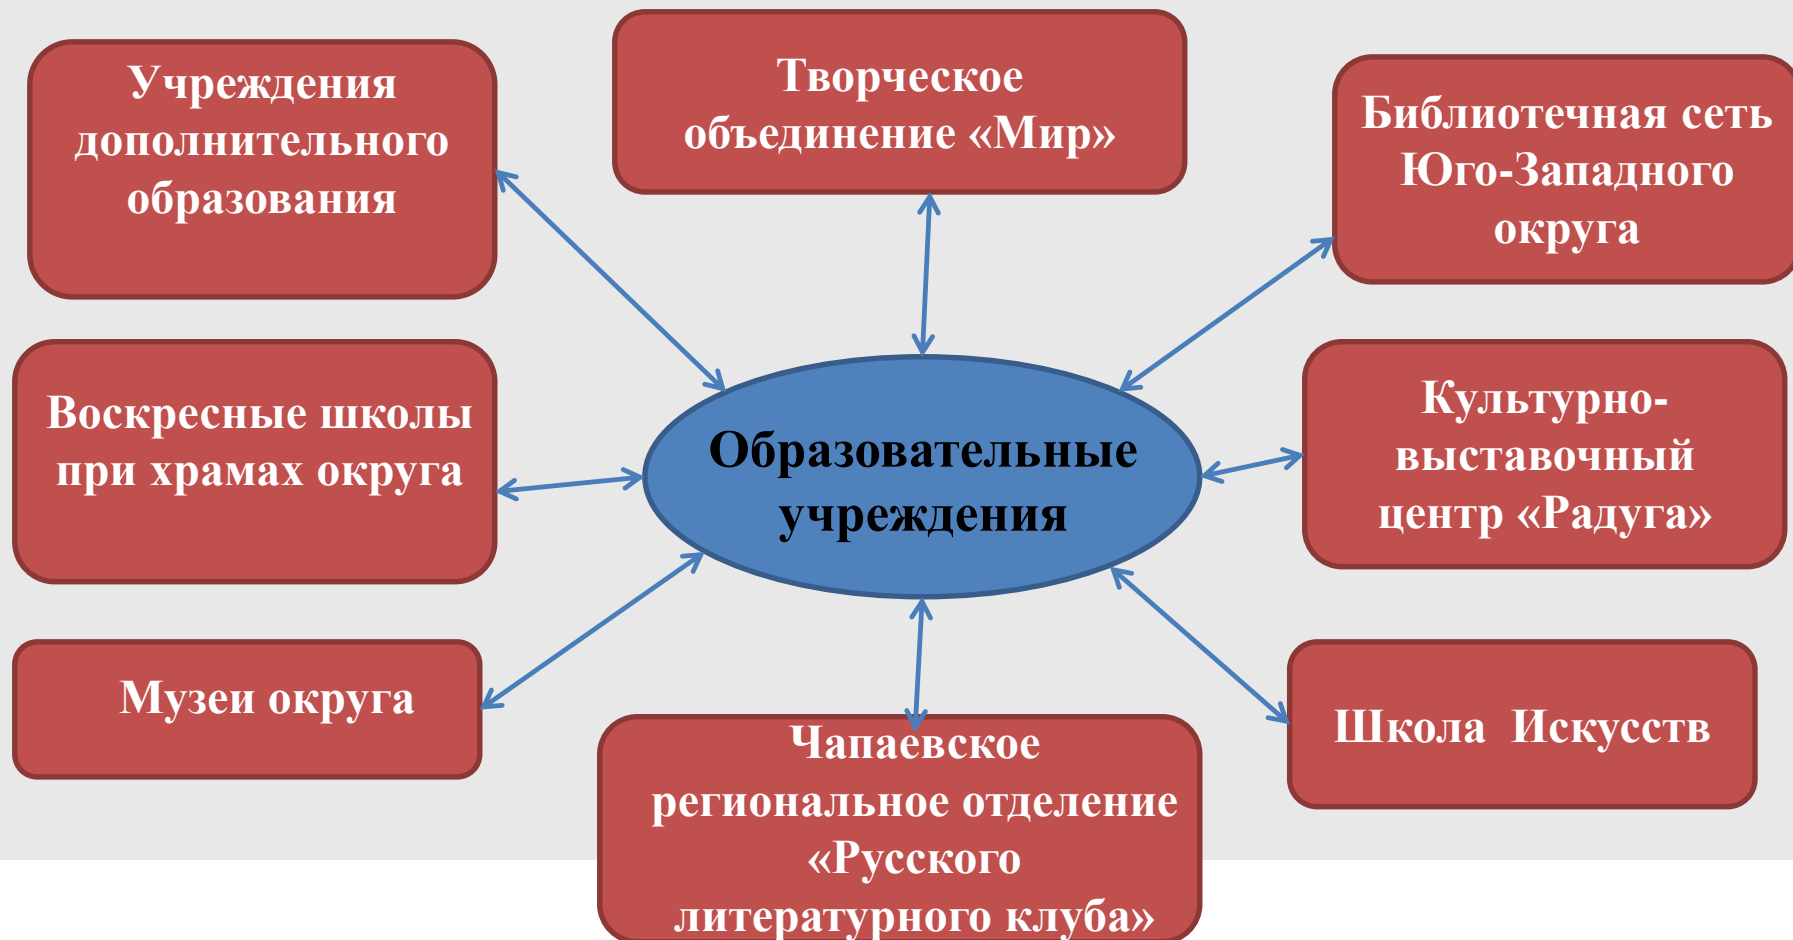 Учреждения
дополнительного
образования
Творческое
объединение «Мир»
Библиотечная сеть
Юго-Западного
округа
Воскресные школы
при храмах округа
Образовательные
учреждения
Культурно-
выставочный
центр «Радуга»
Музеи округа
Чапаевское
региональное отделение
«Русского
литературного клуба»
Школа Искусств